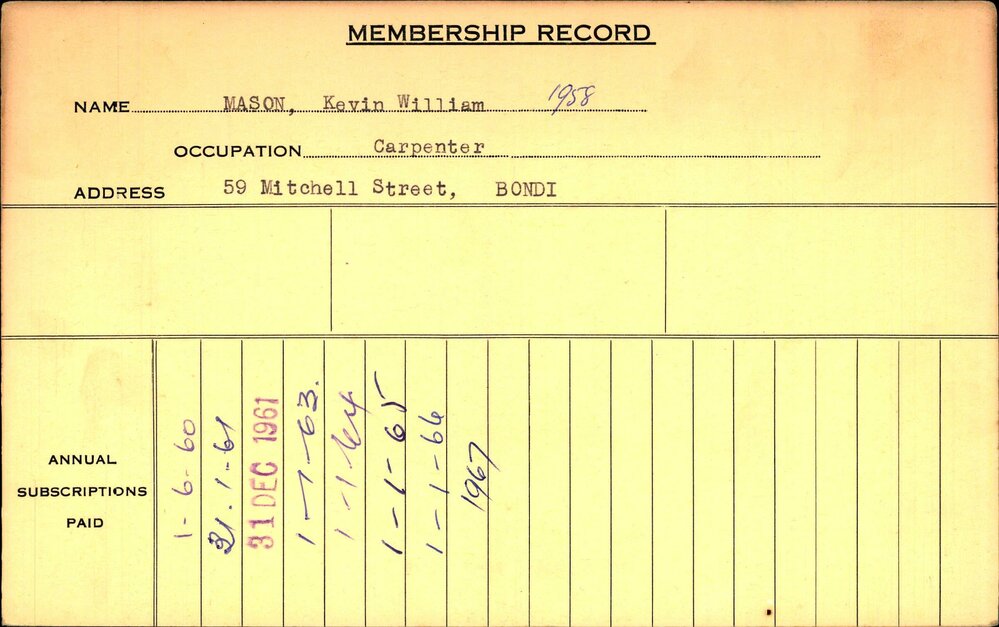 MEMBERSHIP RECORD
NAME MASON, Kevin William 1958
OCCUPATION Carpenter
ADDRESS 59 Mitchell Street, BONDI
ANNUAL
SUBSCRIPTIONS
PAID
1-6-60
31.1-61
31 DEC 1961
1-1-63.
1-1-64
1-1-65
1-1-66
1967